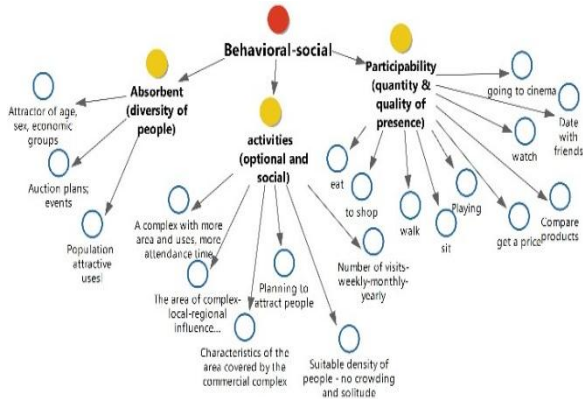 Behavioral-social
Absorbent
(diversity of
people)
activities
(optional and
social)
Participability
(quantity &
quality of
presence)
Attractor of age,
sex, economic
groups
Auction plans;
events
Population
attractive
uses!
A complex with more
area and uses, more
attendance time
The area of complex-
local-regional
influence...
Characteristics of the
area covered by the
commercial complex
Planning to
attract people
Suitable density of
people - no crowding
and solitude
Number of visits-
weekly-monthly-
yearly
eat
to shop
walk
sit
Playing
get a price
Compare
products
watch
Date
with
friends
going to cinema